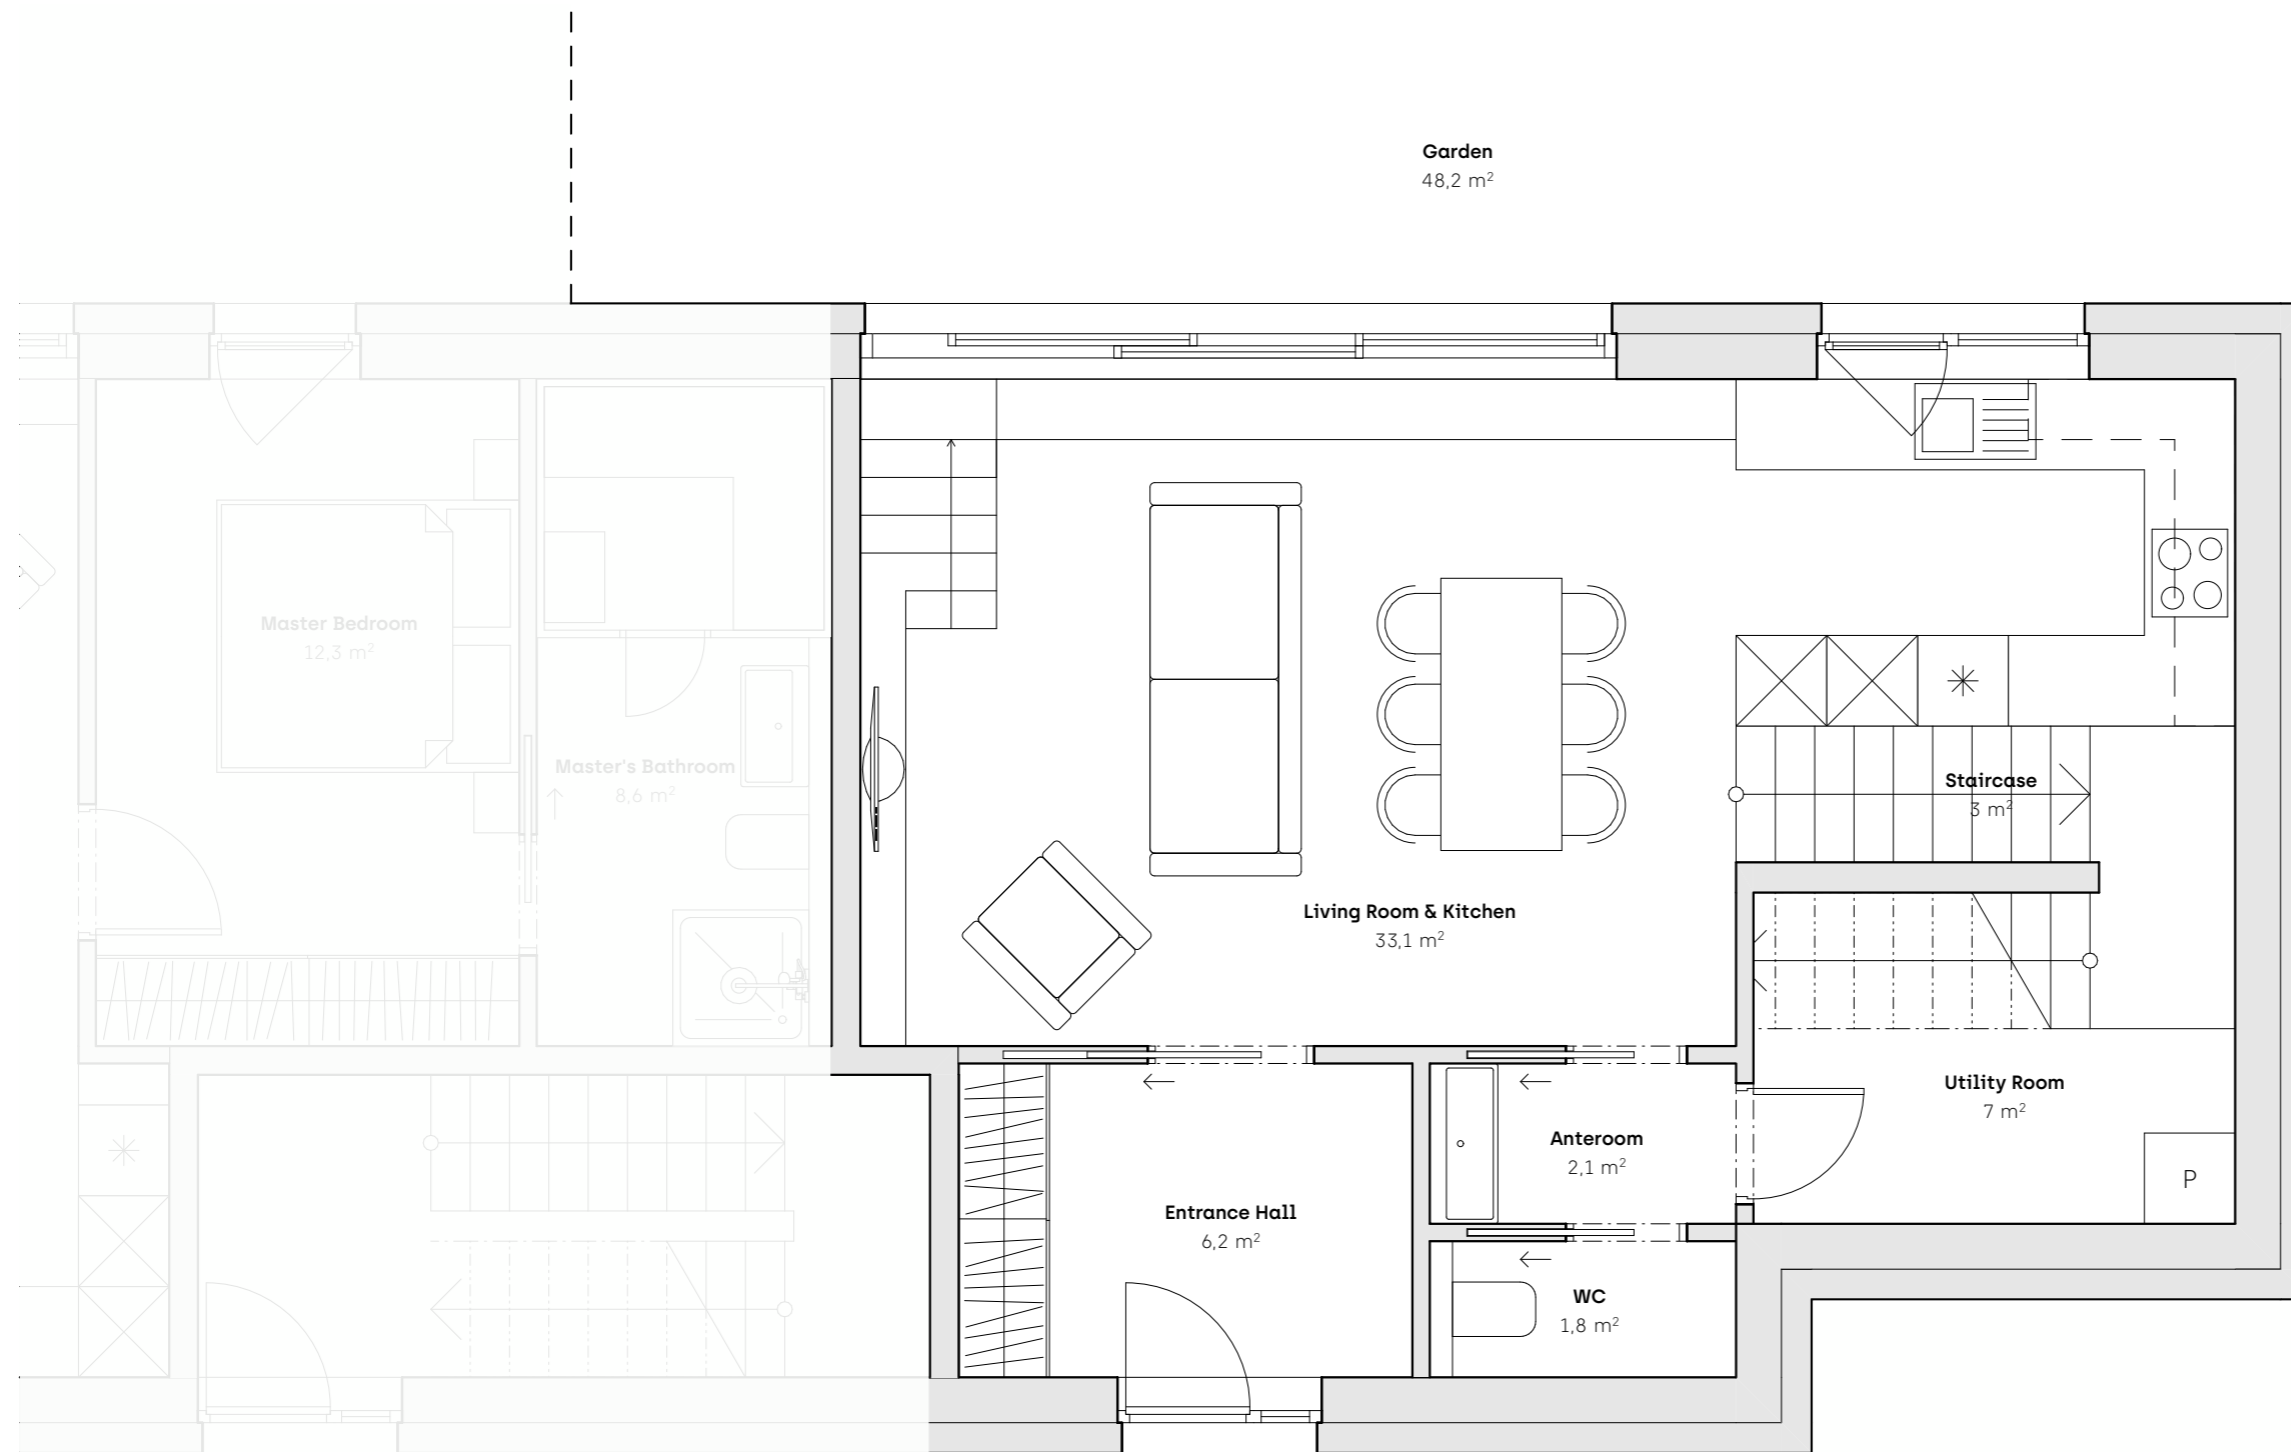 Garden
48,2 m²
Master Bedroom
12,3 m²
Master's Bathroom
8,6 m²
Staircase
3 m²
Living Room & Kitchen
33,1 m²
Utility Room
7 m²
Anteroom
2,1 m²
P
Entrance Hall
6,2 m²
WC
1,8 m²